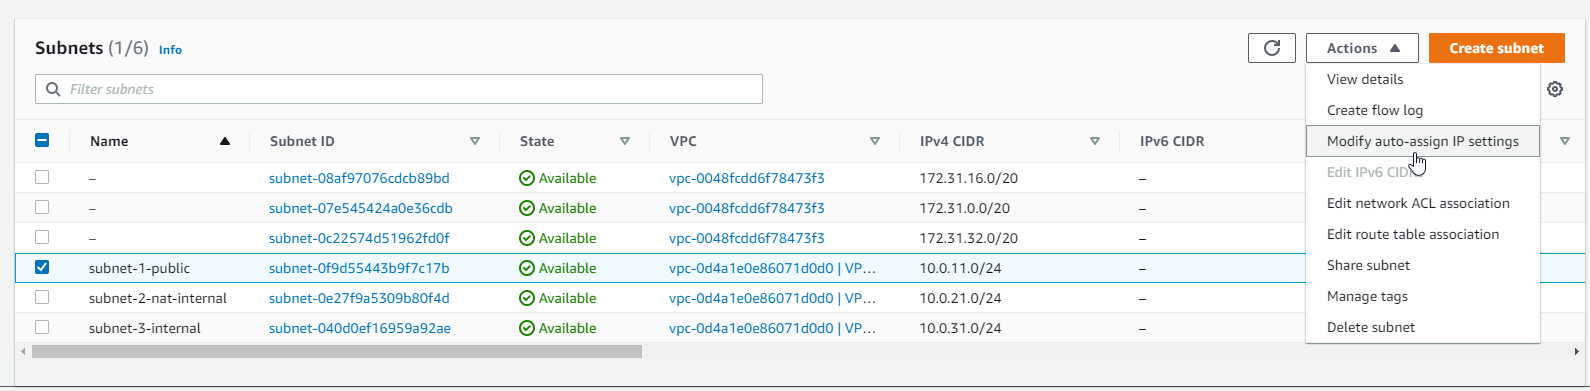 Subnets (1/6) Info
Actions
Create subnet
Filter subnets
View details
Create flow log
Modify auto-assign IP settings
Edit IPv6 CID
Edit network ACL association
Edit route table association
Share subnet
Manage tags
Delete subnet
Name Subnet ID State VPC IPv4 CIDR IPv6 CIDR
– subnet-08af97076cdcb89bd Available vpc-0048fcdd6f78473f3 172.31.16.0/20 –
– subnet-07e545424a0e36cdb Available vpc-0048fcdd6f78473f3 172.31.0.0/20 –
– subnet-0c22574d51962fd0f Available vpc-0048fcdd6f78473f3 172.31.32.0/20 –
subnet-1-public subnet-0f9d55443b9f7c17b Available vpc-0d4a1e0e86071d0d0 | VP... 10.0.11.0/24 –
subnet-2-nat-internal subnet-0e27f9a5309b80f4d Available vpc-0d4a1e0e86071d0d0 | VP... 10.0.21.0/24 –
subnet-3-internal subnet-040d0ef16959a92ae Available vpc-0d4a1e0e86071d0d0 | VP... 10.0.31.0/24 –